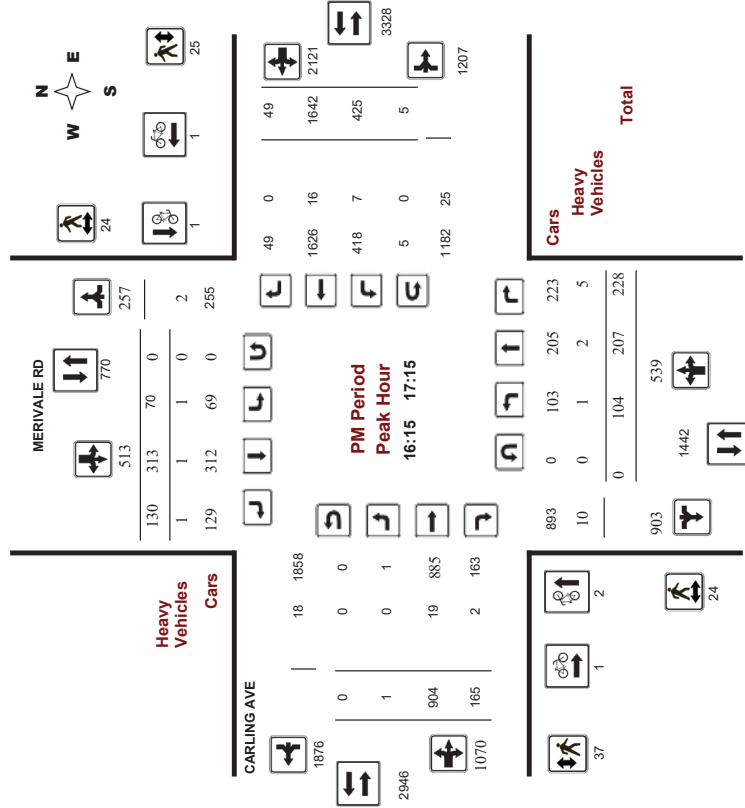 N
W E
S
24
25
1
1
MERIVALE RD
513
770
257
130 313 70 0
1 1 1 0 2
129 312 69 0 255
Heavy
Vehicles
Cars
2121
3328
1207
49 0 49
1626 16 1642
418 7 425
5 0 5
1182 25
PM Period
Peak Hour
16:15 17:15
CARLING AVE
1876
2946
1070
18 1858
0 0 0
1 0 1
904 19 885
165 2 163
Cars
Heavy
Vehicles
Total
893 0 103 205 223
10 0 1 2 5
0 104 207 228
903
1442
539
37
1
2
24